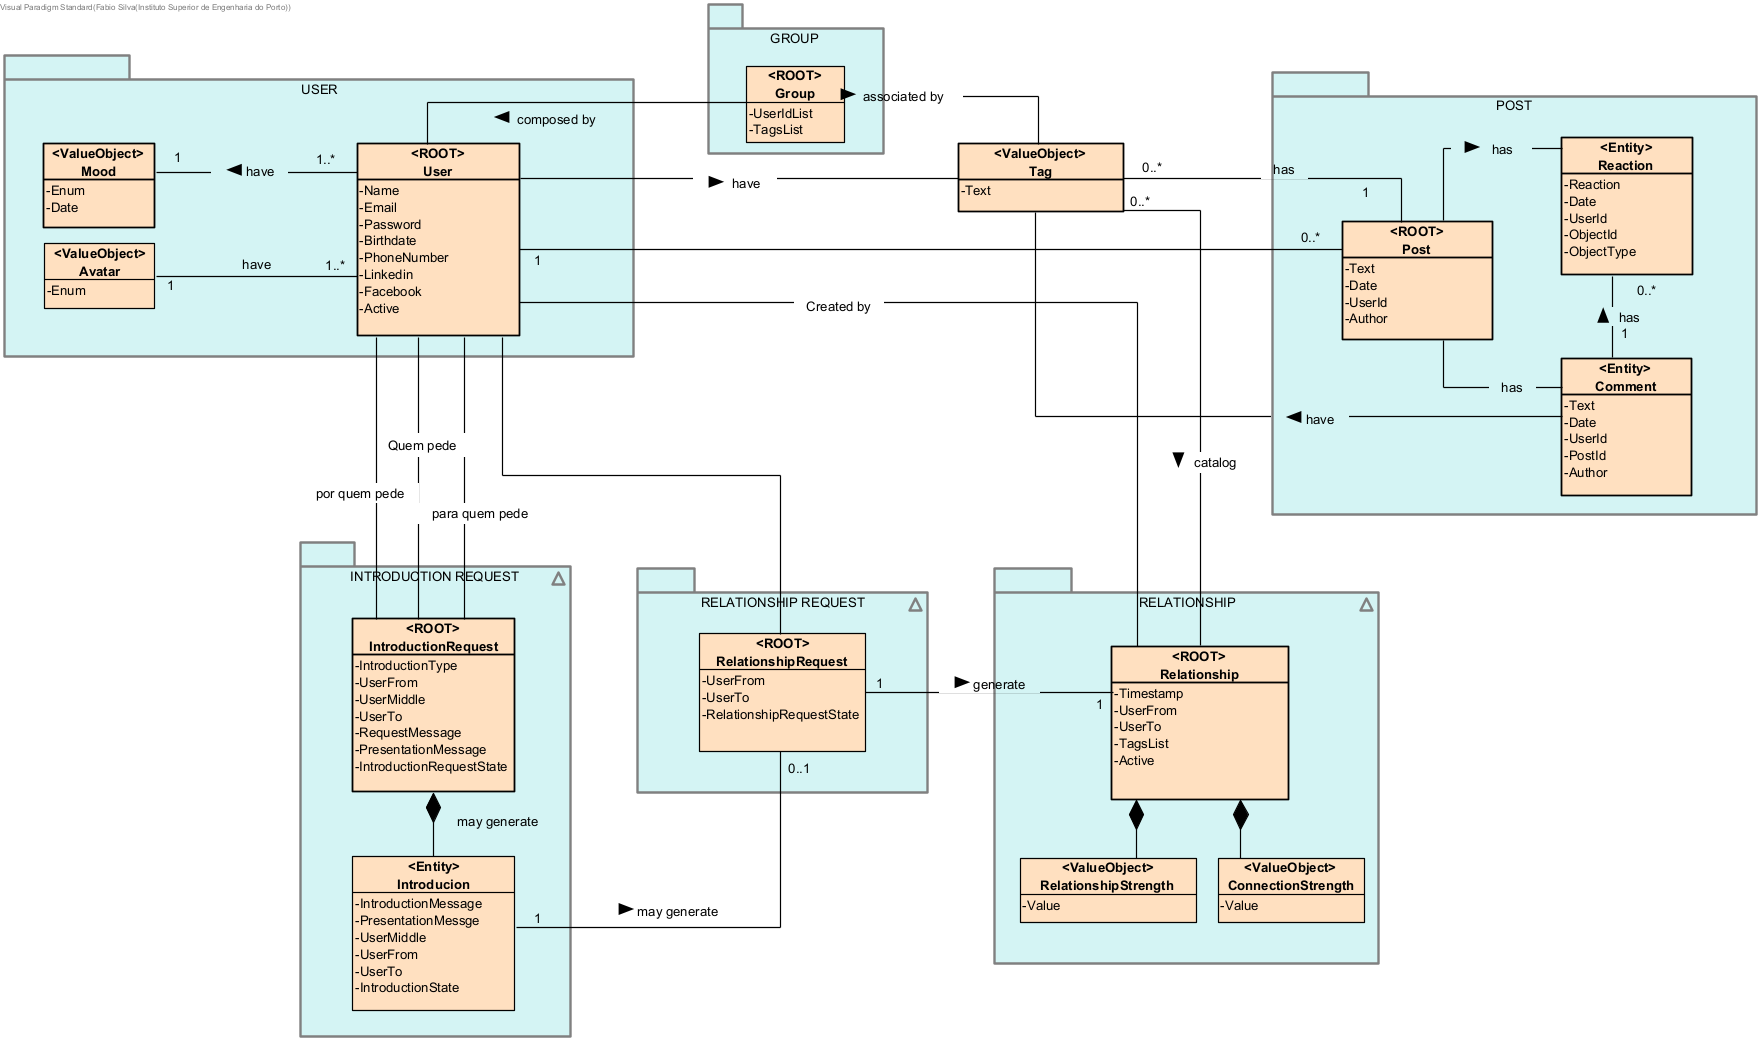 Visual Paradigm Standard(Fabio Silva(Instituto Superior de Engenharia do Porto))
GROUP
<ROOT>
Group
-UserIdList
-TagsList
associated by
composed by
USER
<ValueObject>
Mood
-Enum
-Date
1
have
1..*
<ValueObject>
Avatar
-Enum
have
1..*
1
<ROOT>
User
-Name
-Email
-Password
-Birthdate
-PhoneNumber
-Linkedin
-Facebook
-Active
have
<ValueObject>
Tag
-Text
0..*
has
1
0..*
1
0..*
Created by
POST
<ROOT>
Post
-Text
-Date
-UserId
-Author
has
<Entity>
Reaction
-Reaction
-Date
-UserId
-ObjectId
-ObjectType
0..*
has
1
<Entity>
Comment
-Text
-Date
-UserId
-PostId
-Author
has
have
catalog
Quem pede
por quem pede
para quem pede
INTRODUCTION REQUEST
<ROOT>
IntroductionRequest
-IntroductionType
-UserFrom
-UserMiddle
-UserTo
-RequestMessage
-PresentationMessage
-IntroductionRequestState
may generate
<Entity>
Introducion
-IntroductionMessage
-PresentationMessge
-UserMiddle
-UserFrom
-UserTo
-IntroductionState
1
may generate
RELATIONSHIP REQUEST
<ROOT>
RelationshipRequest
-UserFrom
-UserTo
-RelationshipRequestState
0..1
1
generate
1
RELATIONSHIP
<ROOT>
Relationship
-Timestamp
-UserFrom
-UserTo
-TagsList
-Active
<ValueObject>
RelationshipStrength
-Value
<ValueObject>
ConnectionStrength
-Value